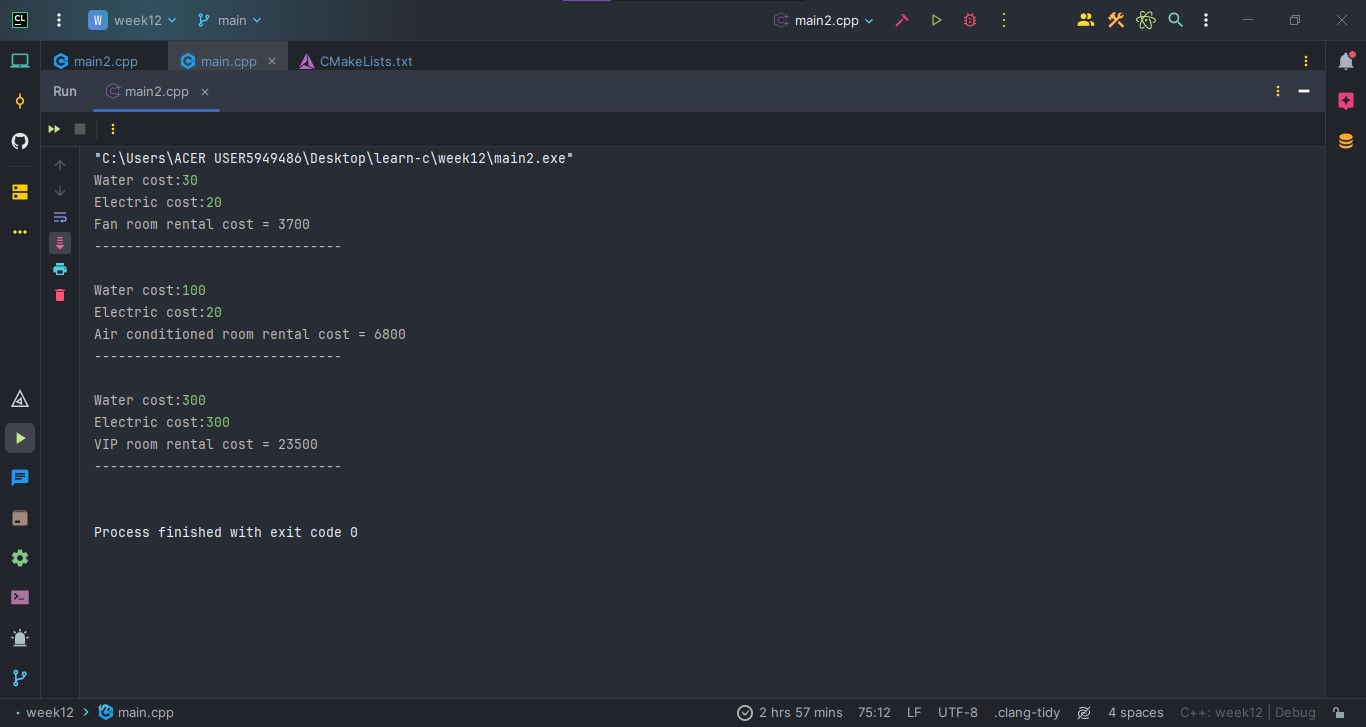 CL
W week12 main main2.cpp
main2.cpp main.cpp CMakeLists.txt
Run main2.cpp
"C:\Users\ACER USER5949486\Desktop\learn-c\week12\main2.exe"
Water cost:30
Electric cost:20
Fan room rental cost = 3700
-------------------------------
Water cost:100
Electric cost:20
Air conditioned room rental cost = 6800
-------------------------------
Water cost:300
Electric cost:300
VIP room rental cost = 23500
-------------------------------
Process finished with exit code 0
week12 main.cpp 2 hrs 57 mins 75:12 LF UTF-8 .clang-tidy 4 spaces C++: week12 | Debug